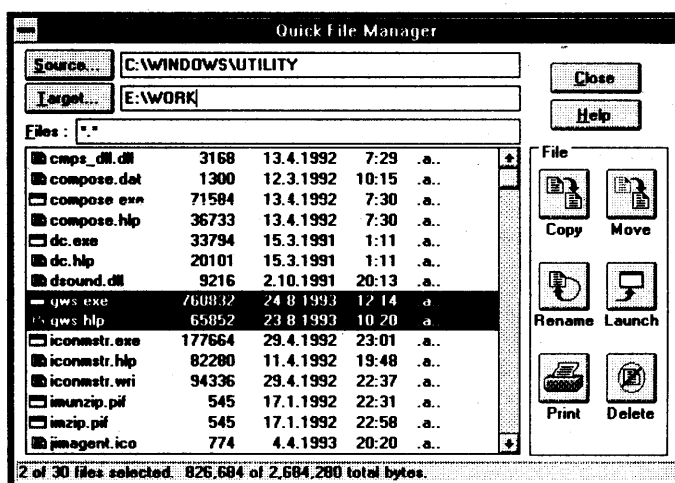 Quick File Manager
Source... C:\WINDOWS\UTILITY
Close
Target... E:\WORK
Help
Files : *.*
File
cmps_dll.dll 3168 13.4.1992 7:29 .a..
compose.dat 1300 12.3.1992 10:15 .a..
compose.exe 71584 13.4.1992 7:30 .a..
compose.hlp 36733 13.4.1992 7:30 .a..
Copy Move
dc.exe 33794 15.3.1991 1:11 .a..
dc.hlp 20101 15.3.1991 1:11 .a..
dsound.dll 9216 2.10.1991 20:13 .a..
gws.exe 760832 24.8.1993 12:14 .a..
gws.hlp 65852 23.8.1993 10:20 .a..
Rename Launch
iconmstr.exe 177664 29.4.1992 23:01 .a..
iconmstr.hlp 82280 11.4.1992 19:48 .a..
iconmstr.wri 94336 29.4.1992 22:37 .a..
imunzip.pif 545 17.1.1992 22:31 .a..
imzip.pif 545 17.1.1992 22:58 .a..
Print Delete
jimagent.ico 774 4.4.1993 20:20 .a..
2 of 30 files selected. 826,684 of 2,684,280 total bytes.